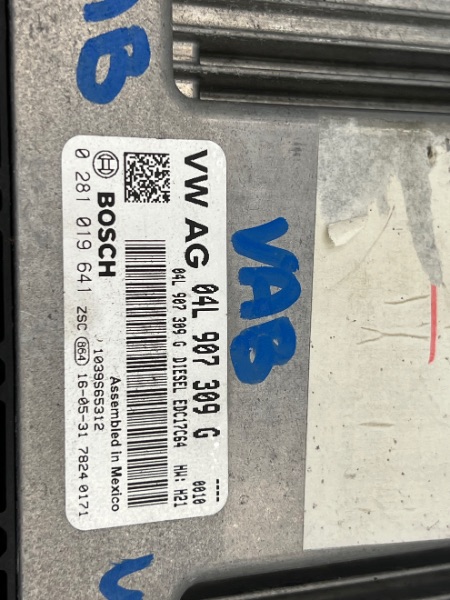 VAB
VW AG 04L 907 309 G ----
04L 907 309 G DIESEL EDC17C64 HW: H21 0010
BOSCH
1039S65312
Assembled in Mexico
0 281 019 641 ZSC 864 16-05-31 7824 0171